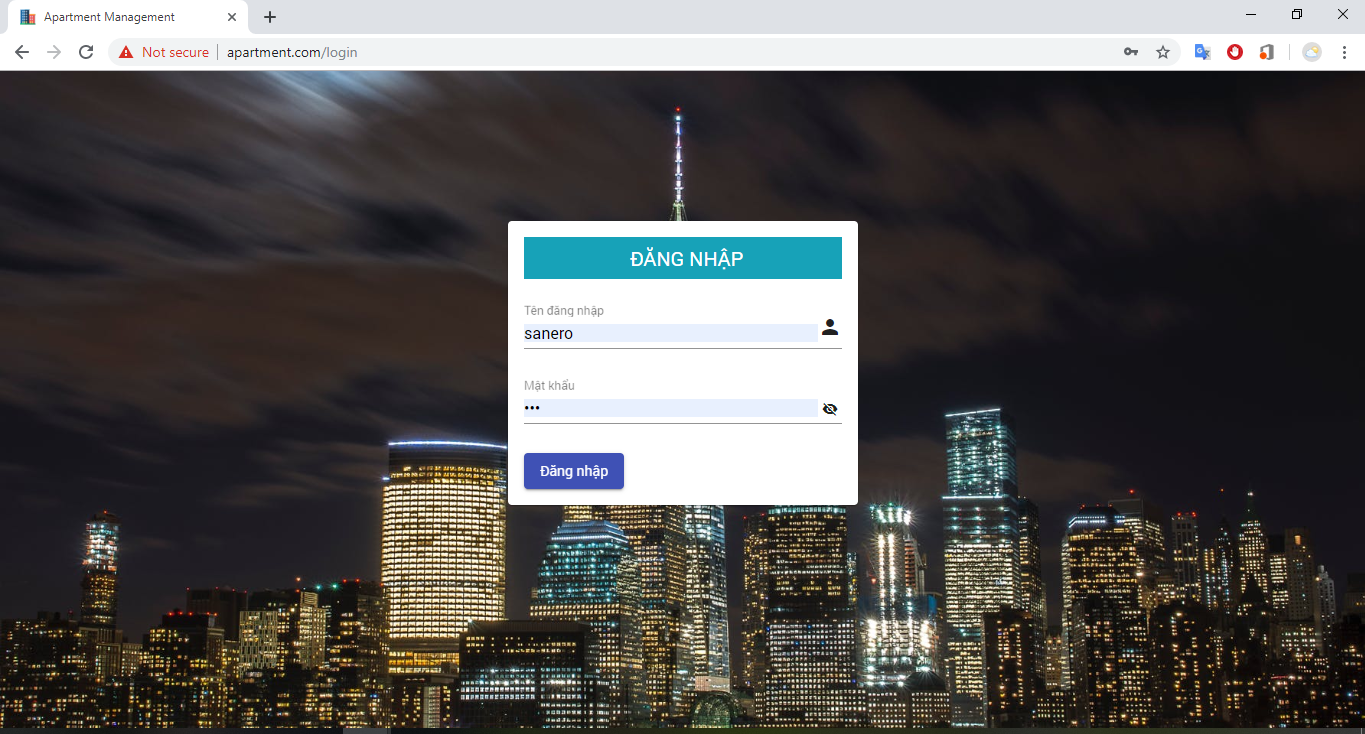 Apartment Management
Not secure apartment.com/login
ĐĂNG NHẬP
Tên đăng nhập
sanero
Mật khẩu
•••
Đăng nhập